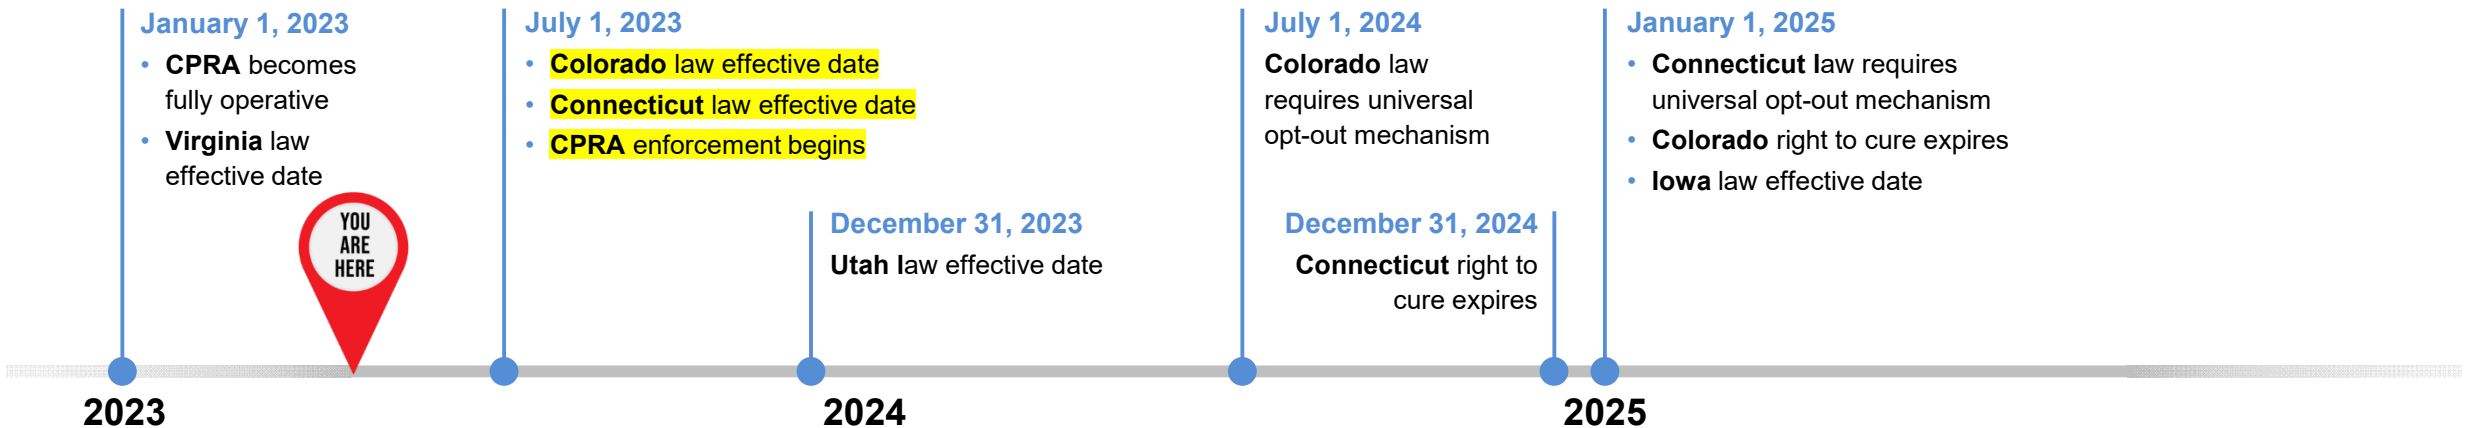 January 1, 2023
• CPRA becomes
fully operative
• Virginia law
effective date
YOU
ARE
HERE
July 1, 2023
• Colorado law effective date
• Connecticut law effective date
• CPRA enforcement begins
December 31, 2023
Utah law effective date
July 1, 2024
Colorado law
requires universal
opt-out mechanism
December 31, 2024
Connecticut right to
cure expires
January 1, 2025
• Connecticut law requires
universal opt-out mechanism
• Colorado right to cure expires
• Iowa law effective date
2023
2024
2025